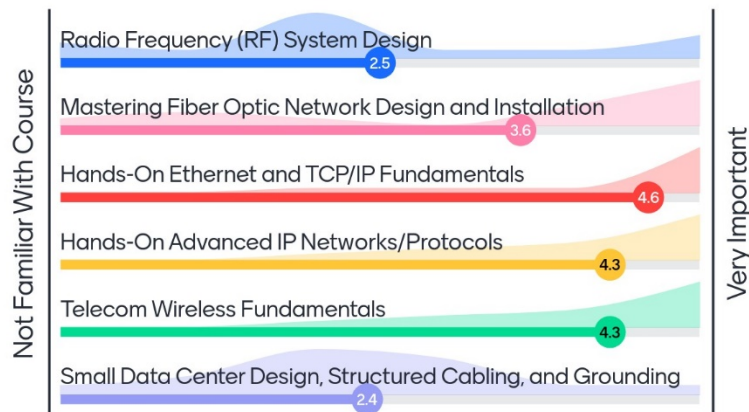 Not Familiar With Course
Radio Frequency (RF) System Design
2.5
Mastering Fiber Optic Network Design and Installation
3.6
Hands-On Ethernet and TCP/IP Fundamentals
4.6
Hands-On Advanced IP Networks/Protocols
4.3
Telecom Wireless Fundamentals
4.3
Small Data Center Design, Structured Cabling, and Grounding
2.4
Very Important